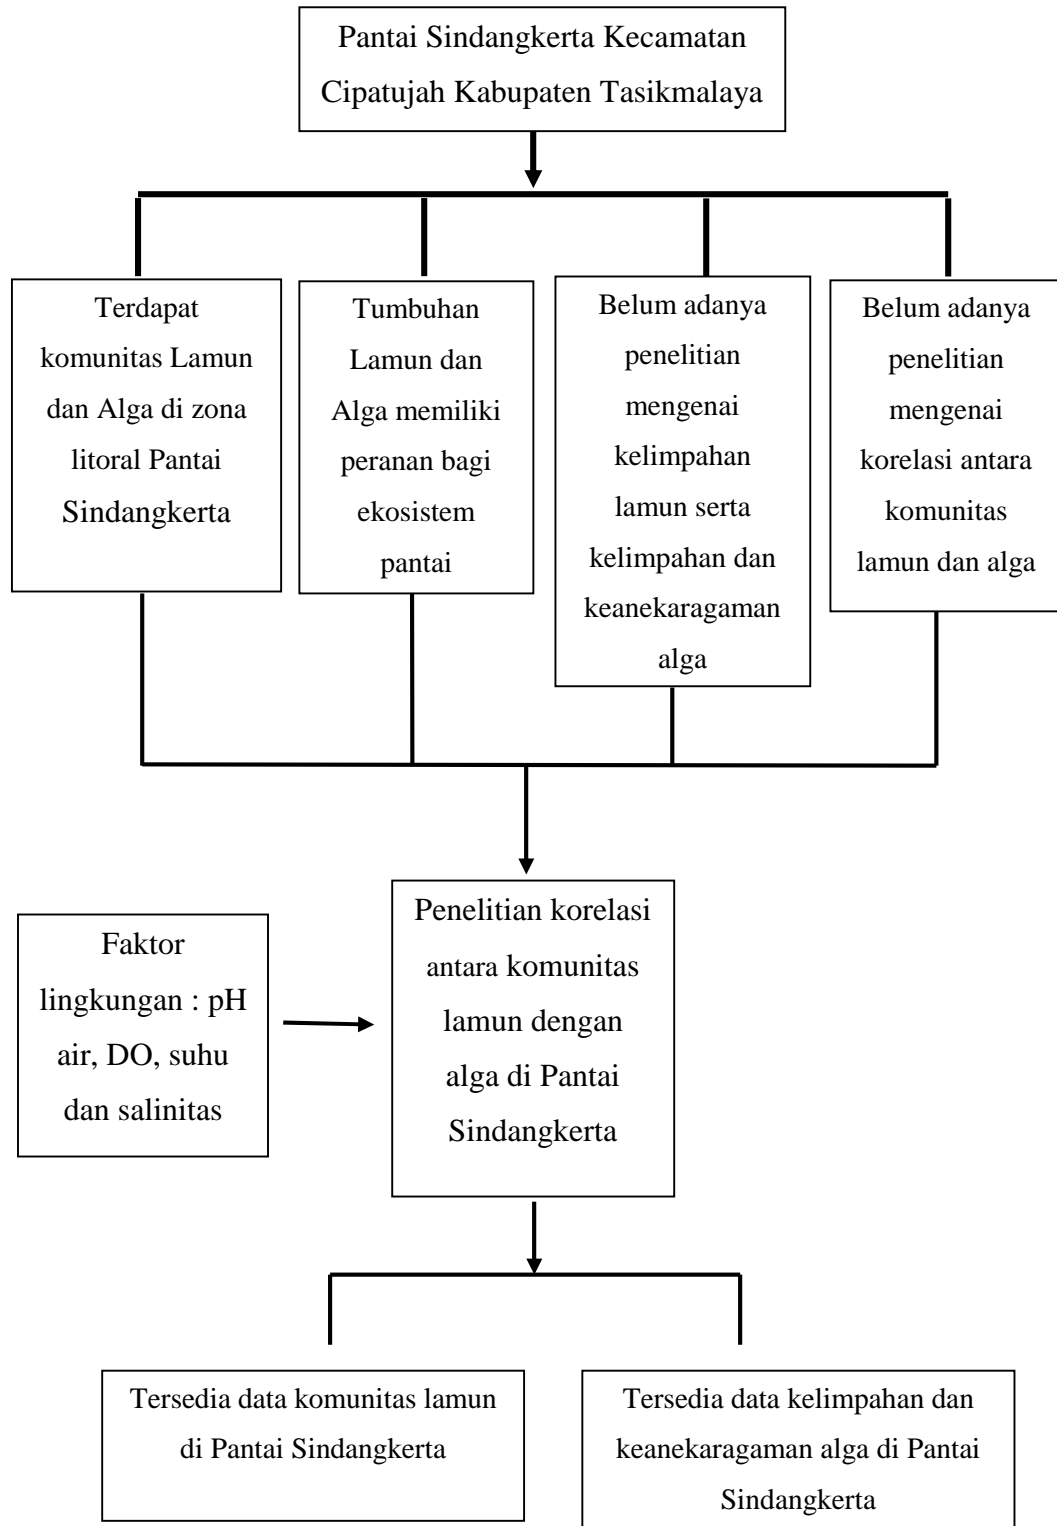 Pantai Sindangkerta Kecamatan
Cipatujah Kabupaten Tasikmalaya
Terdapat
komunitas Lamun
dan Alga di zona
litoral Pantai
Sindangkerta
Tumbuhan
Lamun dan
Alga memiliki
peranan bagi
ekosistem
pantai
Belum adanya
penelitian
mengenai
kelimpahan
lamun serta
kelimpahan dan
keanekaragaman
alga
Belum adanya
penelitian
mengenai
korelasi antara
komunitas
lamun dan alga
Faktor
lingkungan : pH
air, DO, suhu
dan salinitas
Penelitian korelasi
antara komunitas
lamun dengan
alga di Pantai
Sindangkerta
Tersedia data komunitas lamun
di Pantai Sindangkerta
Tersedia data kelimpahan dan
keanekaragaman alga di Pantai
Sindangkerta